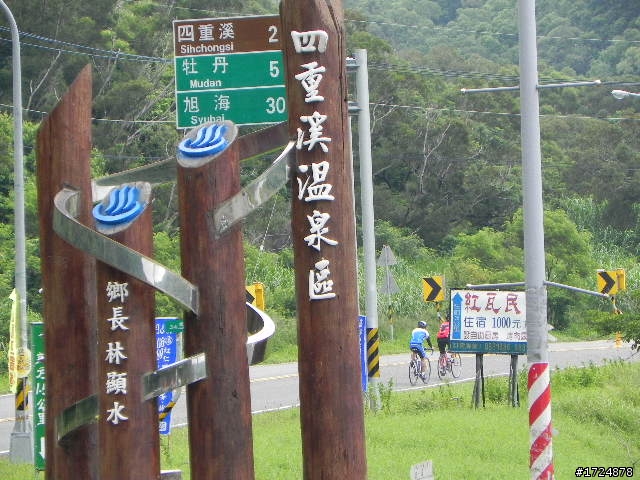 四重溪 2
Sihchongsi
牡丹 5
Mudan
旭海 30
Syuhai
四重溪溫泉區
鄉長林顯水
紅瓦民
住宿1000元
#1724878